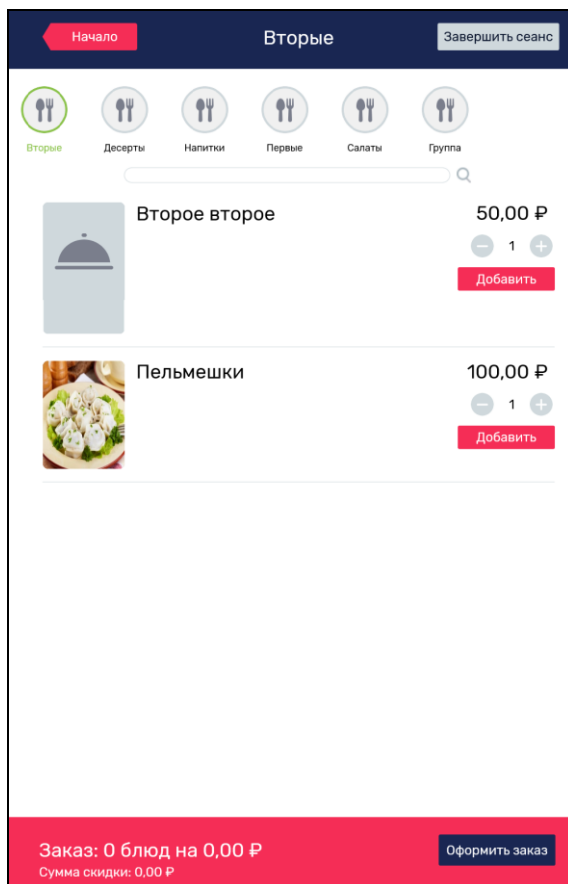 Начало
Вторые
Завершить сеанс
Вторые
Десерты
Напитки
Первые
Салаты
Группа
Второе второе
50,00 ₽
1
Добавить
Пельмешки
100,00 ₽
1
Добавить
Заказ: 0 блюд на 0,00 ₽
Сумма скидки: 0,00 ₽
Оформить заказ